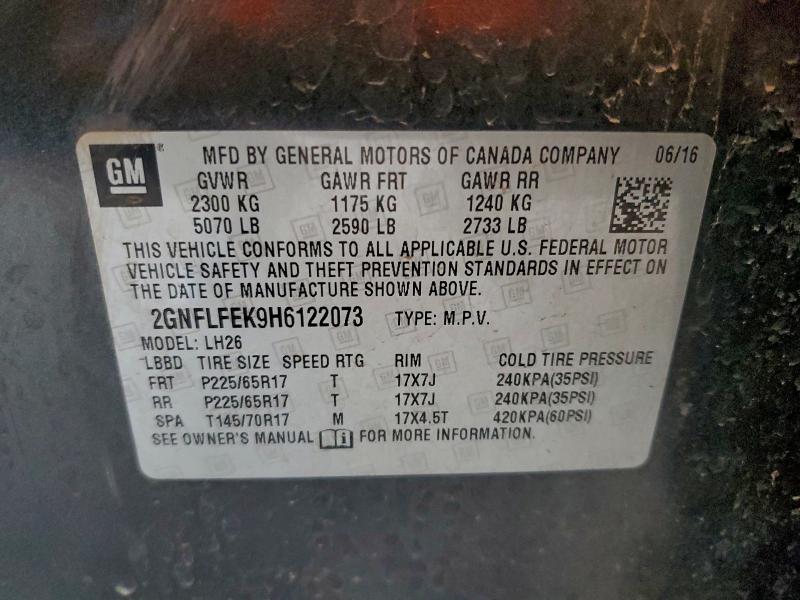 GM ® MFD BY GENERAL MOTORS OF CANADA COMPANY 06/16
GVWR GAWR FRT GAWR RR
2300 KG 1175 KG 1240 KG
5070 LB 2590 LB 2733 LB
THIS VEHICLE CONFORMS TO ALL APPLICABLE U.S. FEDERAL MOTOR
VEHICLE SAFETY AND THEFT PREVENTION STANDARDS IN EFFECT ON
THE DATE OF MANUFACTURE SHOWN ABOVE.
2GNFLFEK9H6122073 TYPE: M.P.V.
MODEL: LH26
LBBD TIRE SIZE SPEED RTG RIM COLD TIRE PRESSURE
FRT P225/65R17 T 17X7J 240KPA(35PSI)
RR P225/65R17 T 17X7J 240KPA(35PSI)
SPA T145/70R17 M 17X4.5T 420KPA(60PSI)
SEE OWNER'S MANUAL i FOR MORE INFORMATION.